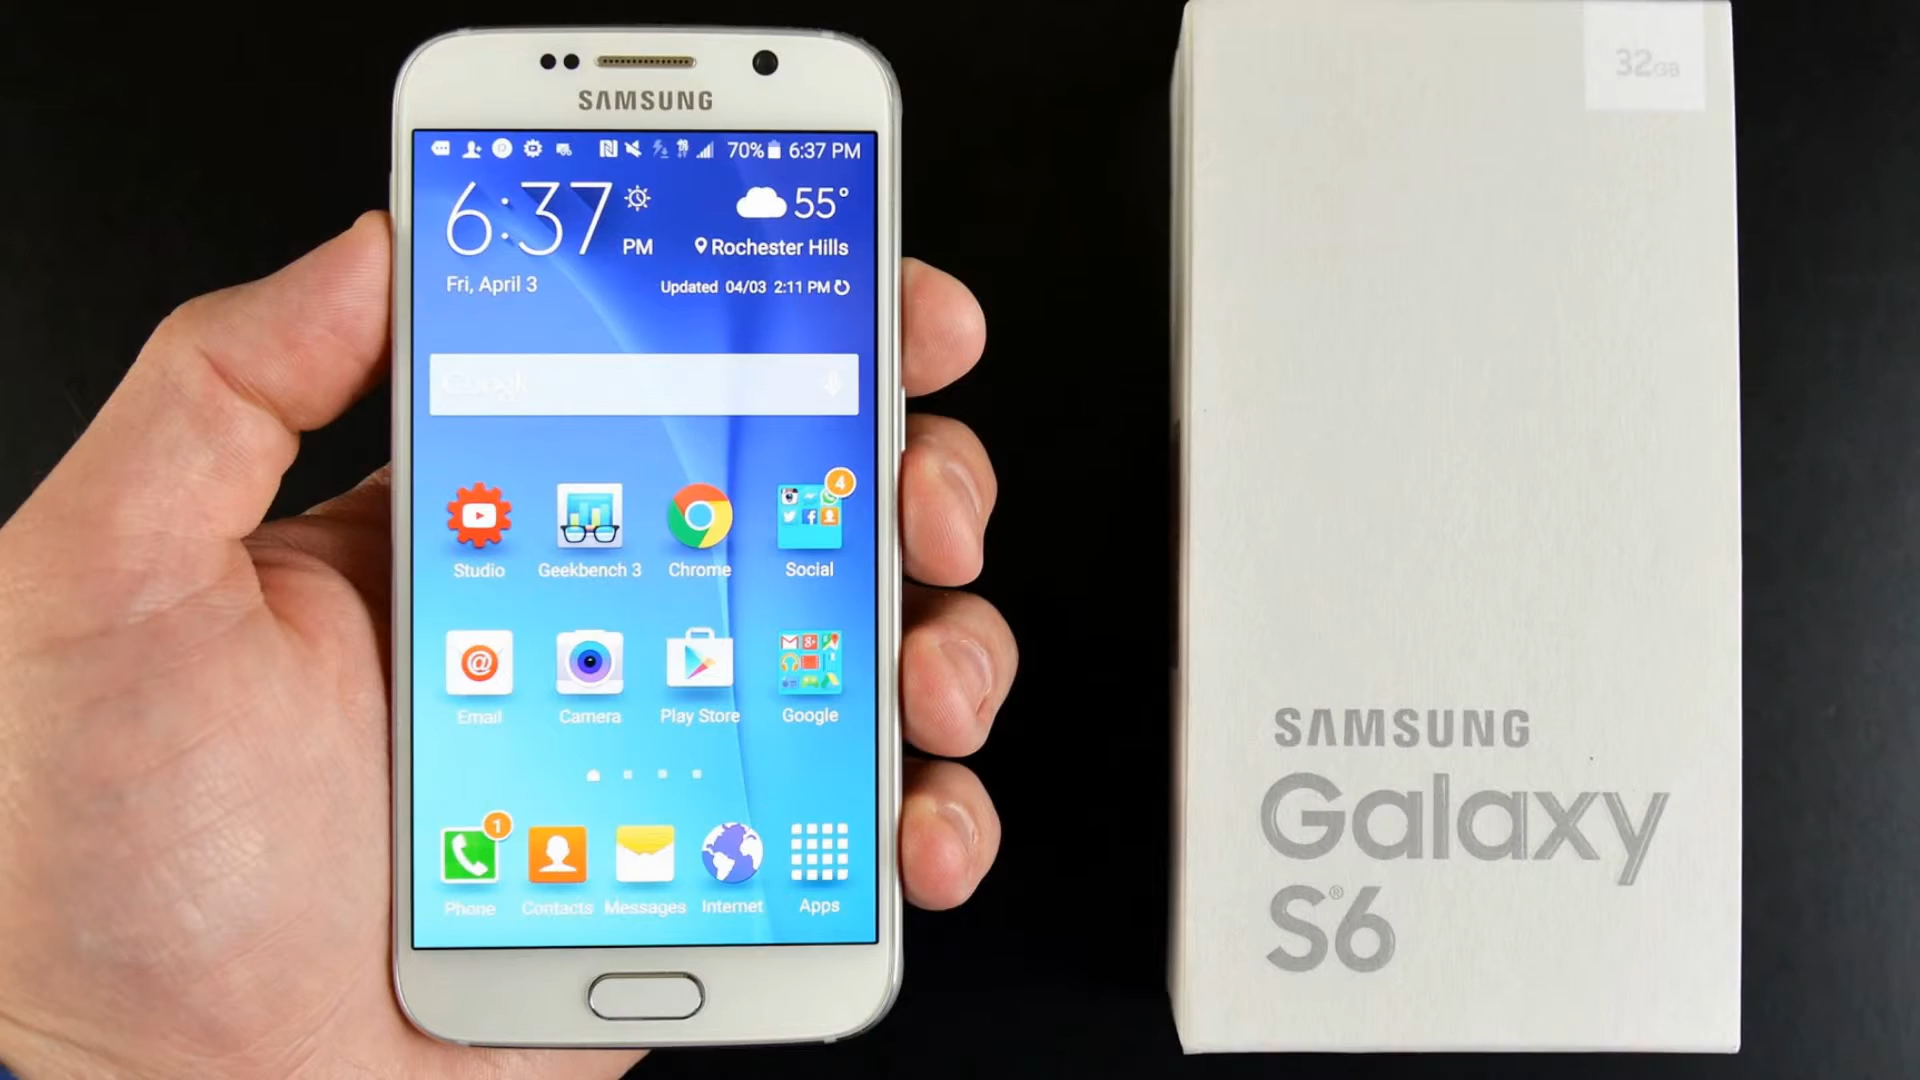 SAMSUNG
70% 6:37 PM
6:37 PM
55°
Rochester Hills
Fri, April 3
Updated 04/03 2:11 PM
Google
4
Studio
Geekbench 3
Chrome
Social
Email
Camera
Play Store
Google
1
Phone
Contacts
Messages
Internet
Apps
32GB
SAMSUNG
Galaxy
S®6